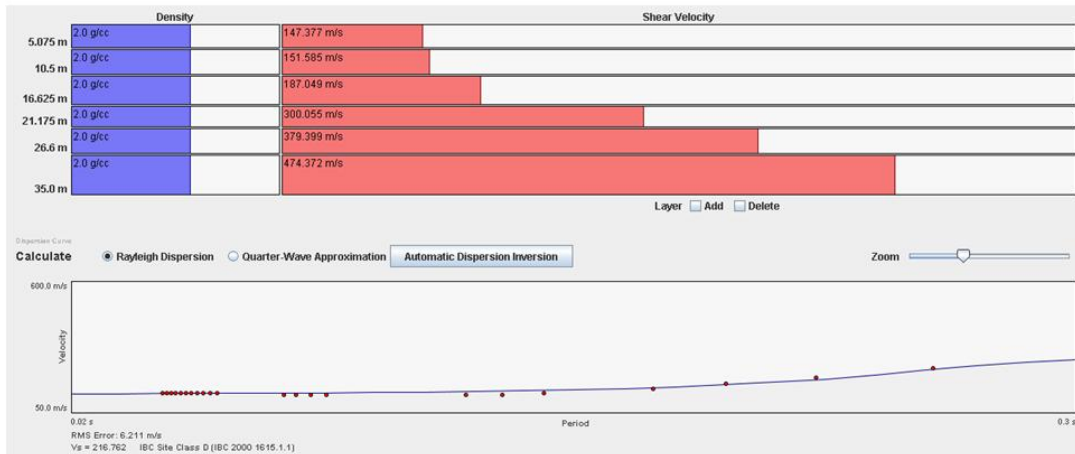 Density Shear Velocity
2.0 g/cc 147.377 m/s
5.075 m
2.0 g/cc 151.585 m/s
10.5 m
2.0 g/cc 187.049 m/s
16.625 m
2.0 g/cc 300.055 m/s
21.175 m
2.0 g/cc 379.399 m/s
26.6 m
2.0 g/cc 474.372 m/s
35.0 m
Layer Add Delete
Dispersion Curve
Calculate Rayleigh Dispersion Quarter-Wave Approximation Automatic Dispersion Inversion Zoom
600.0 m/s
Velocity
50.0 m/s
0.02 s Period 0.3 s
RMS Error: 6.211 m/s
Vs = 216.762 IBC Site Class D (IBC 2000 1615.1.1)